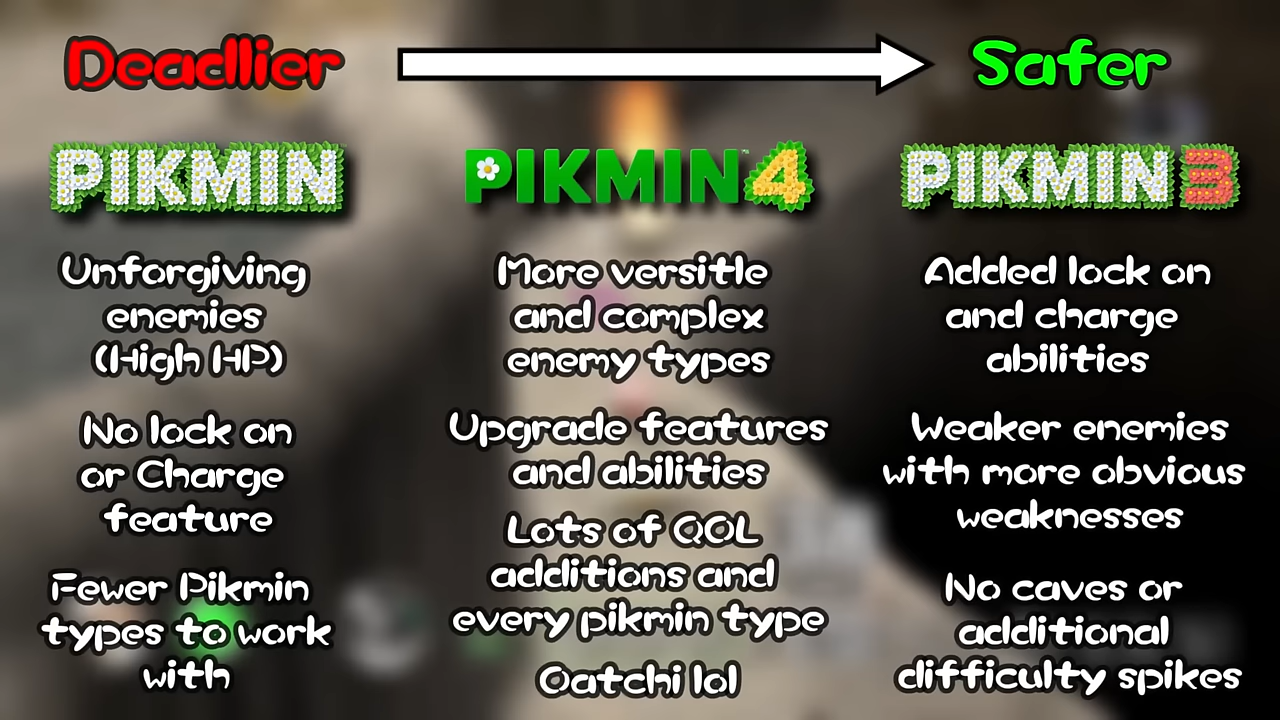 Deadlier
Safer
PIKMIN
Unforgiving
enemies
(High HP)
No lock on
or Charge
feature
Fewer Pikmin
types to work
with
PIKMIN™4
More versitle
and complex
enemy types
Upgrade features
and abilities
Lots of QOL
additions and
every pikmin type
Oatchi lol
PIKMIN 3
Added lock on
and charge
abilities
Weaker enemies
with more obvious
weaknesses
No caves or
additional
difficulty spikes